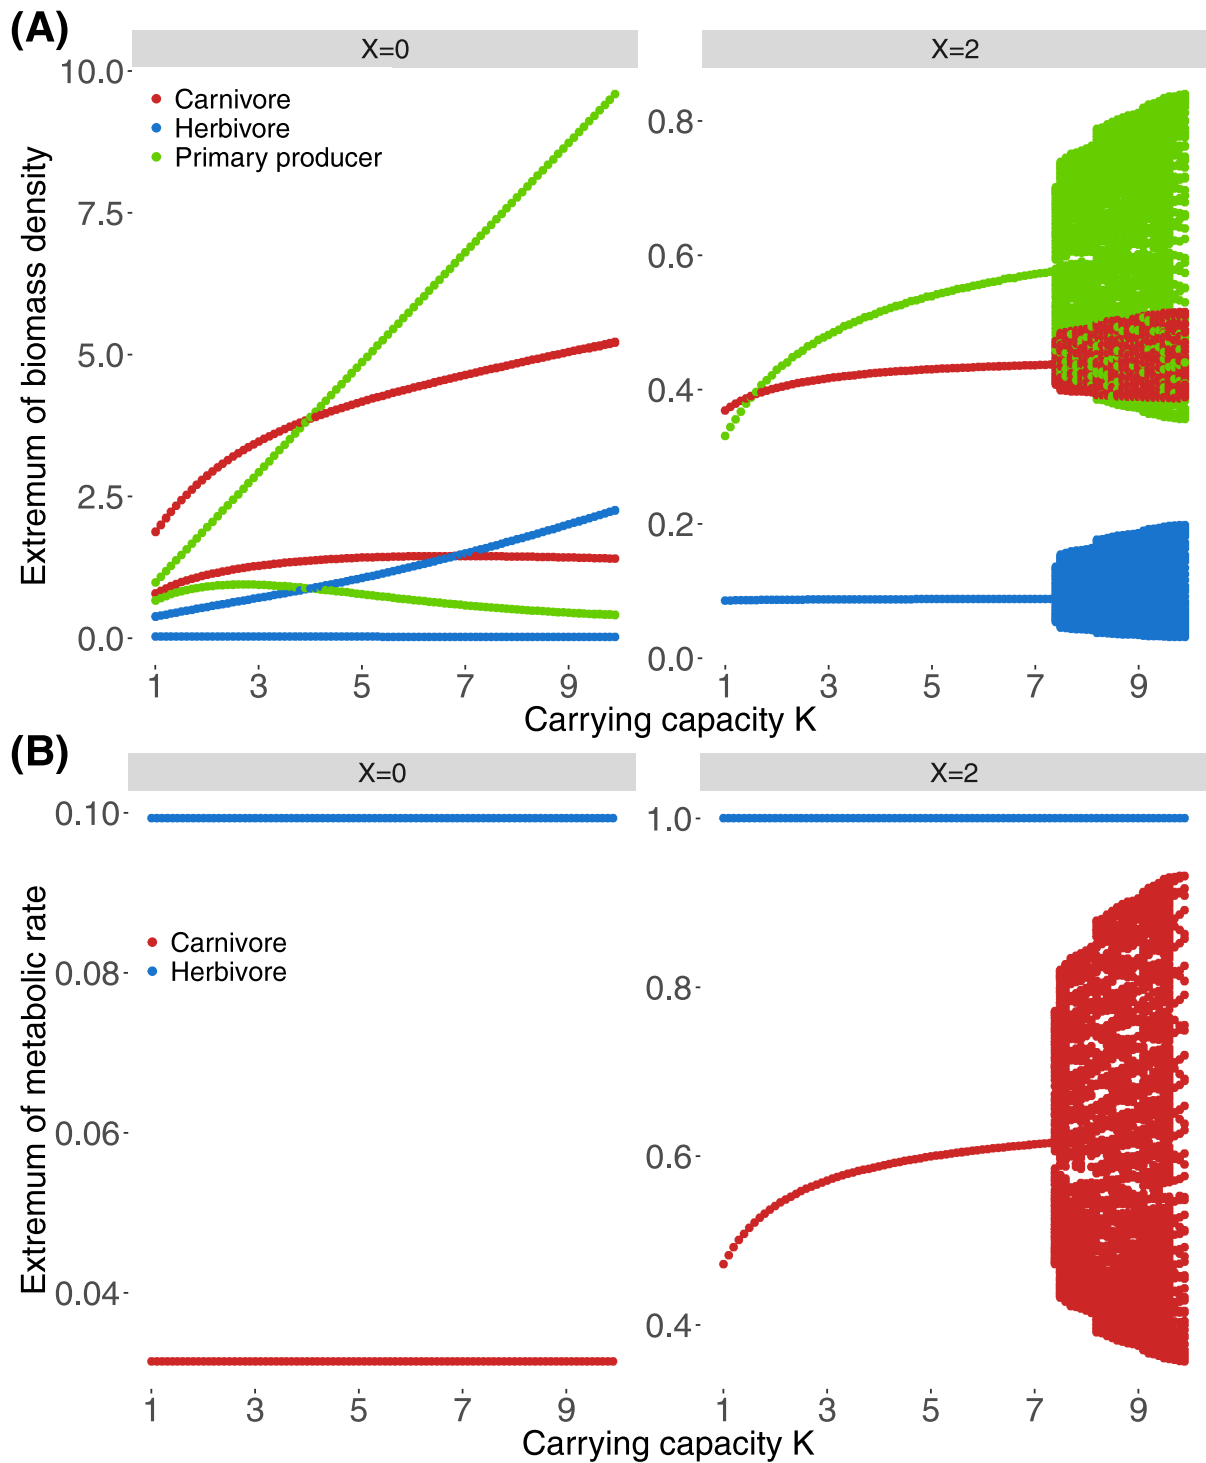 (A)
X=0
X=2
Extremum of biomass density
10.0
7.5
5.0
2.5
0.0
Carnivore
Herbivore
Primary producer
0.8
0.6
0.4
0.2
0.0
1 3 5 7 9
1 3 5 7 9
Carrying capacity K
(B)
X=0
X=2
Extremum of metabolic rate
0.10
0.08
0.06
0.04
Carnivore
Herbivore
1.0
0.8
0.6
0.4
1 3 5 7 9
1 3 5 7 9
Carrying capacity K